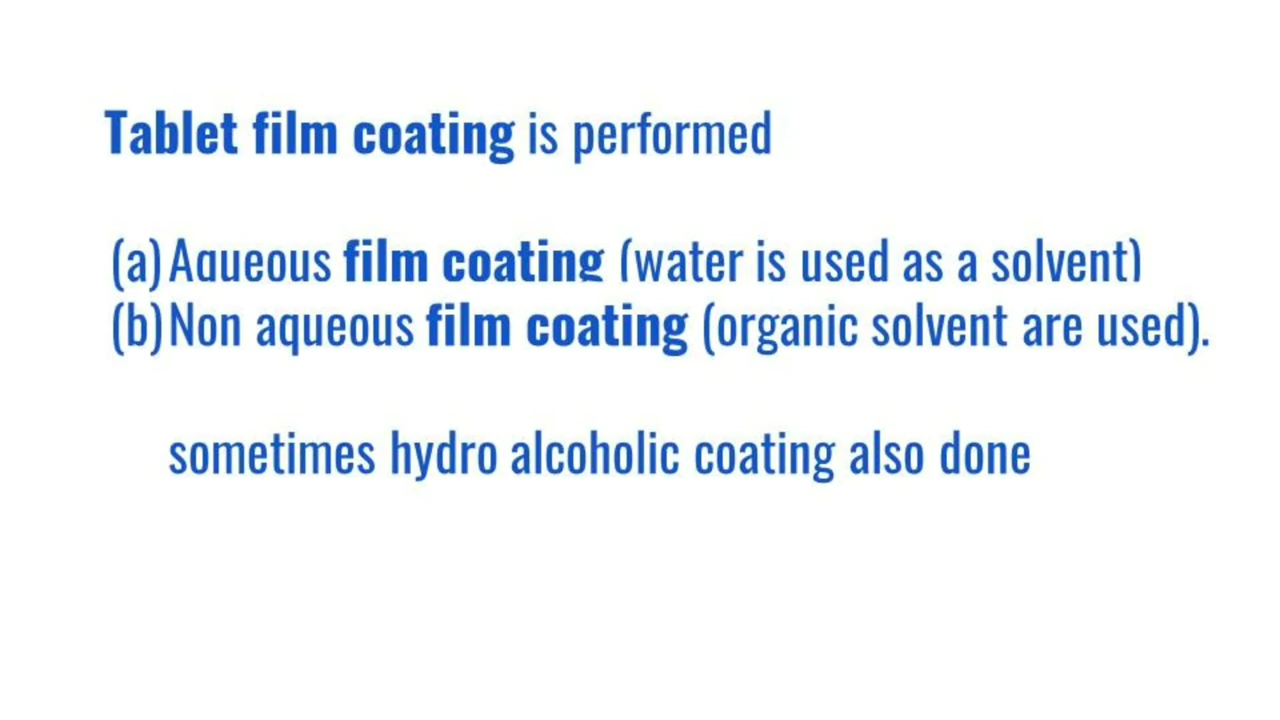 Tablet film coating is performed
(a) Aqueous film coating (water is used as a solvent)
(b) Non aqueous film coating (organic solvent are used).
sometimes hydro alcoholic coating also done